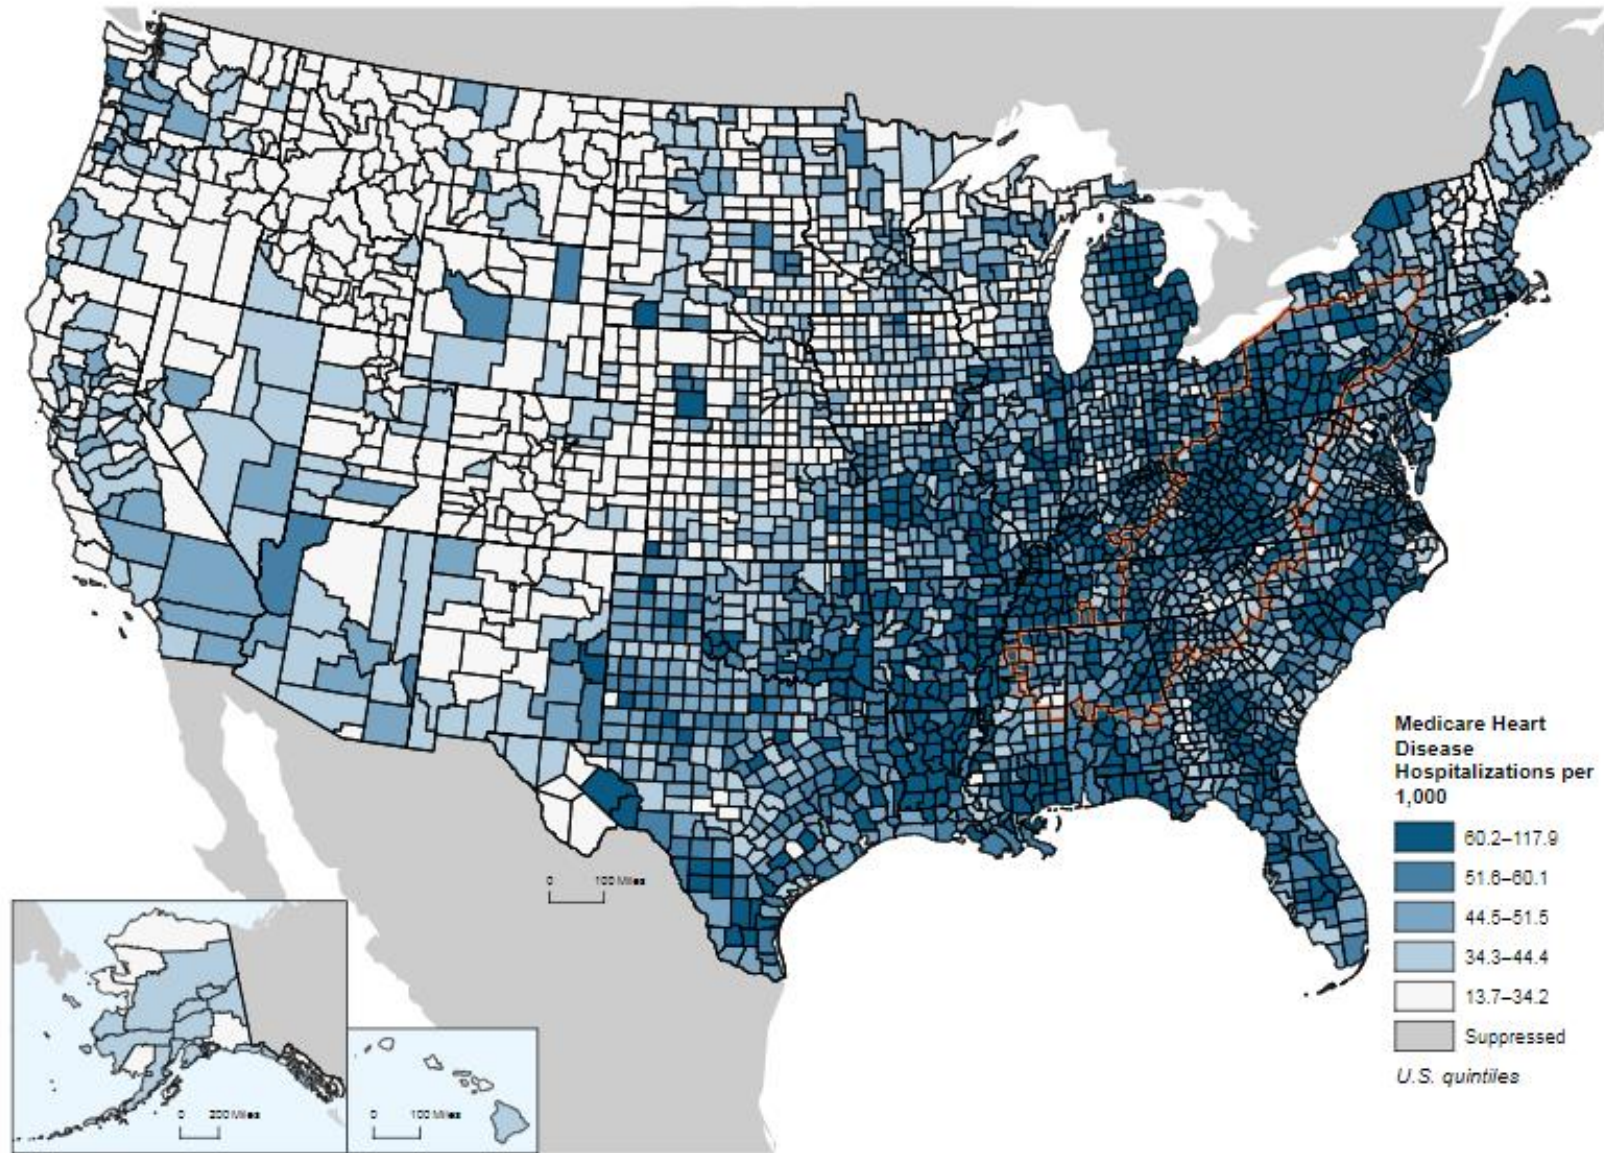 Medicare Heart
Disease
Hospitalizations per
1,000
60.2–117.9
51.6–60.1
44.5–51.5
34.3–44.4
13.7–34.2
Suppressed
U.S. quintiles
0 100 Miles
0 200 Miles
0 100 Miles